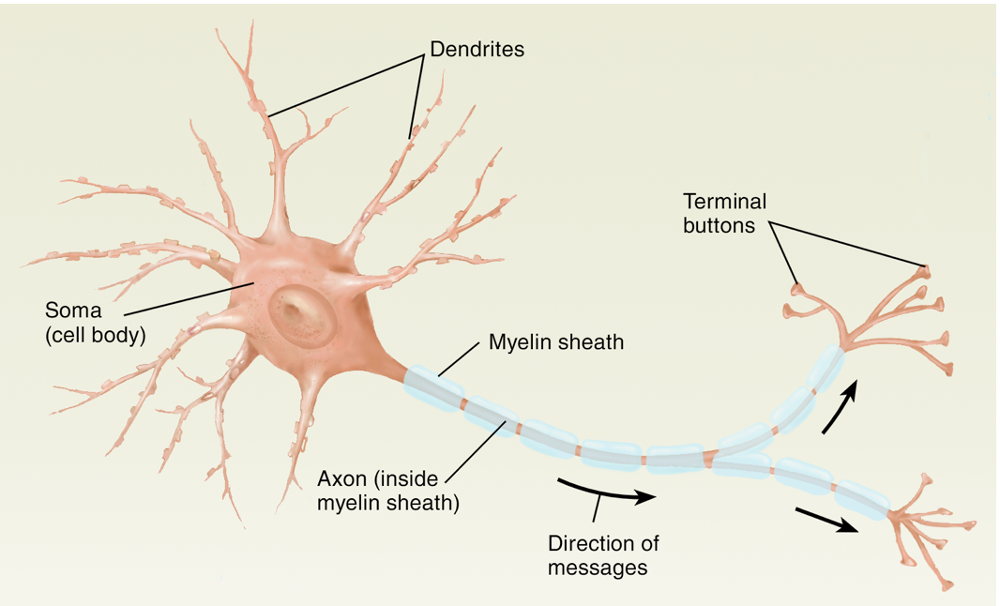 Dendrites
Terminal
buttons
Soma
(cell body)
Myelin sheath
Axon (inside
myelin sheath)
Direction of
messages